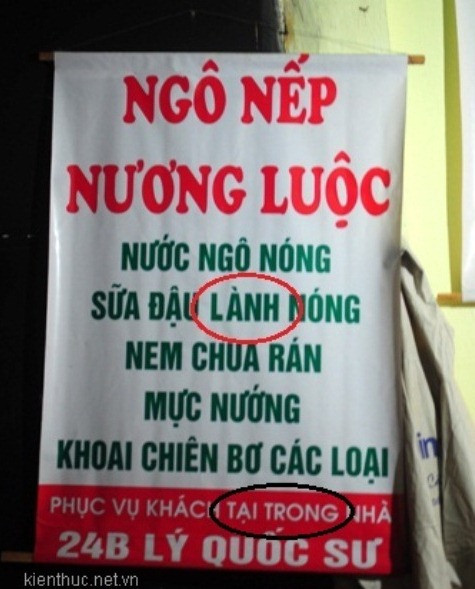 NGÔ NẾP
NƯƠNG LUỘC
NƯỚC NGÔ NÓNG
SỮA ĐẬU LÀNH NÓNG
NEM CHUA RÁN
MỰC NƯỚNG
KHOAI CHIÊN BƠ CÁC LOẠI
PHỤC VỤ KHÁCH TẠI TRONG NHÀ
24B LÝ QUỐC SƯ
kienthuc.net.vn